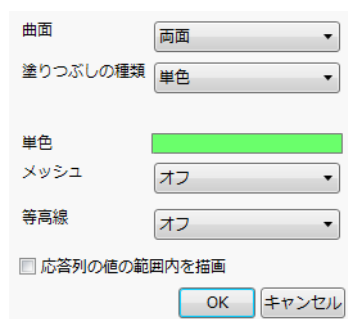 曲面 両面
塗りつぶしの種類 単色
単色
メッシュ オフ
等高線 オフ
応答列の値の範囲内を描画
OK キャンセル